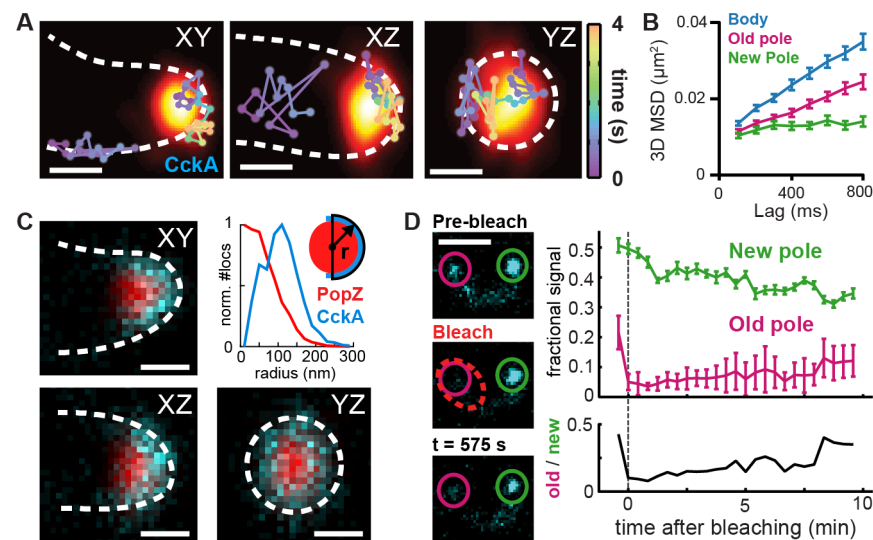 A
XY
XZ
YZ
CckA
4
time (s)
0
B
Body
Old pole
New Pole
3D MSD (µm²)
0.04
0.02
0
400
800
Lag (ms)
C
XY
1
norm. #locs
0
r
PopZ
CckA
0
100
200
300
radius (nm)
XZ
YZ
D
Pre-bleach
Bleach
t = 575 s
New pole
Old pole
fractional signal
0.5
0.4
0.3
0.2
0.1
0
old / new
0.5
0
0
5
10
time after bleaching (min)